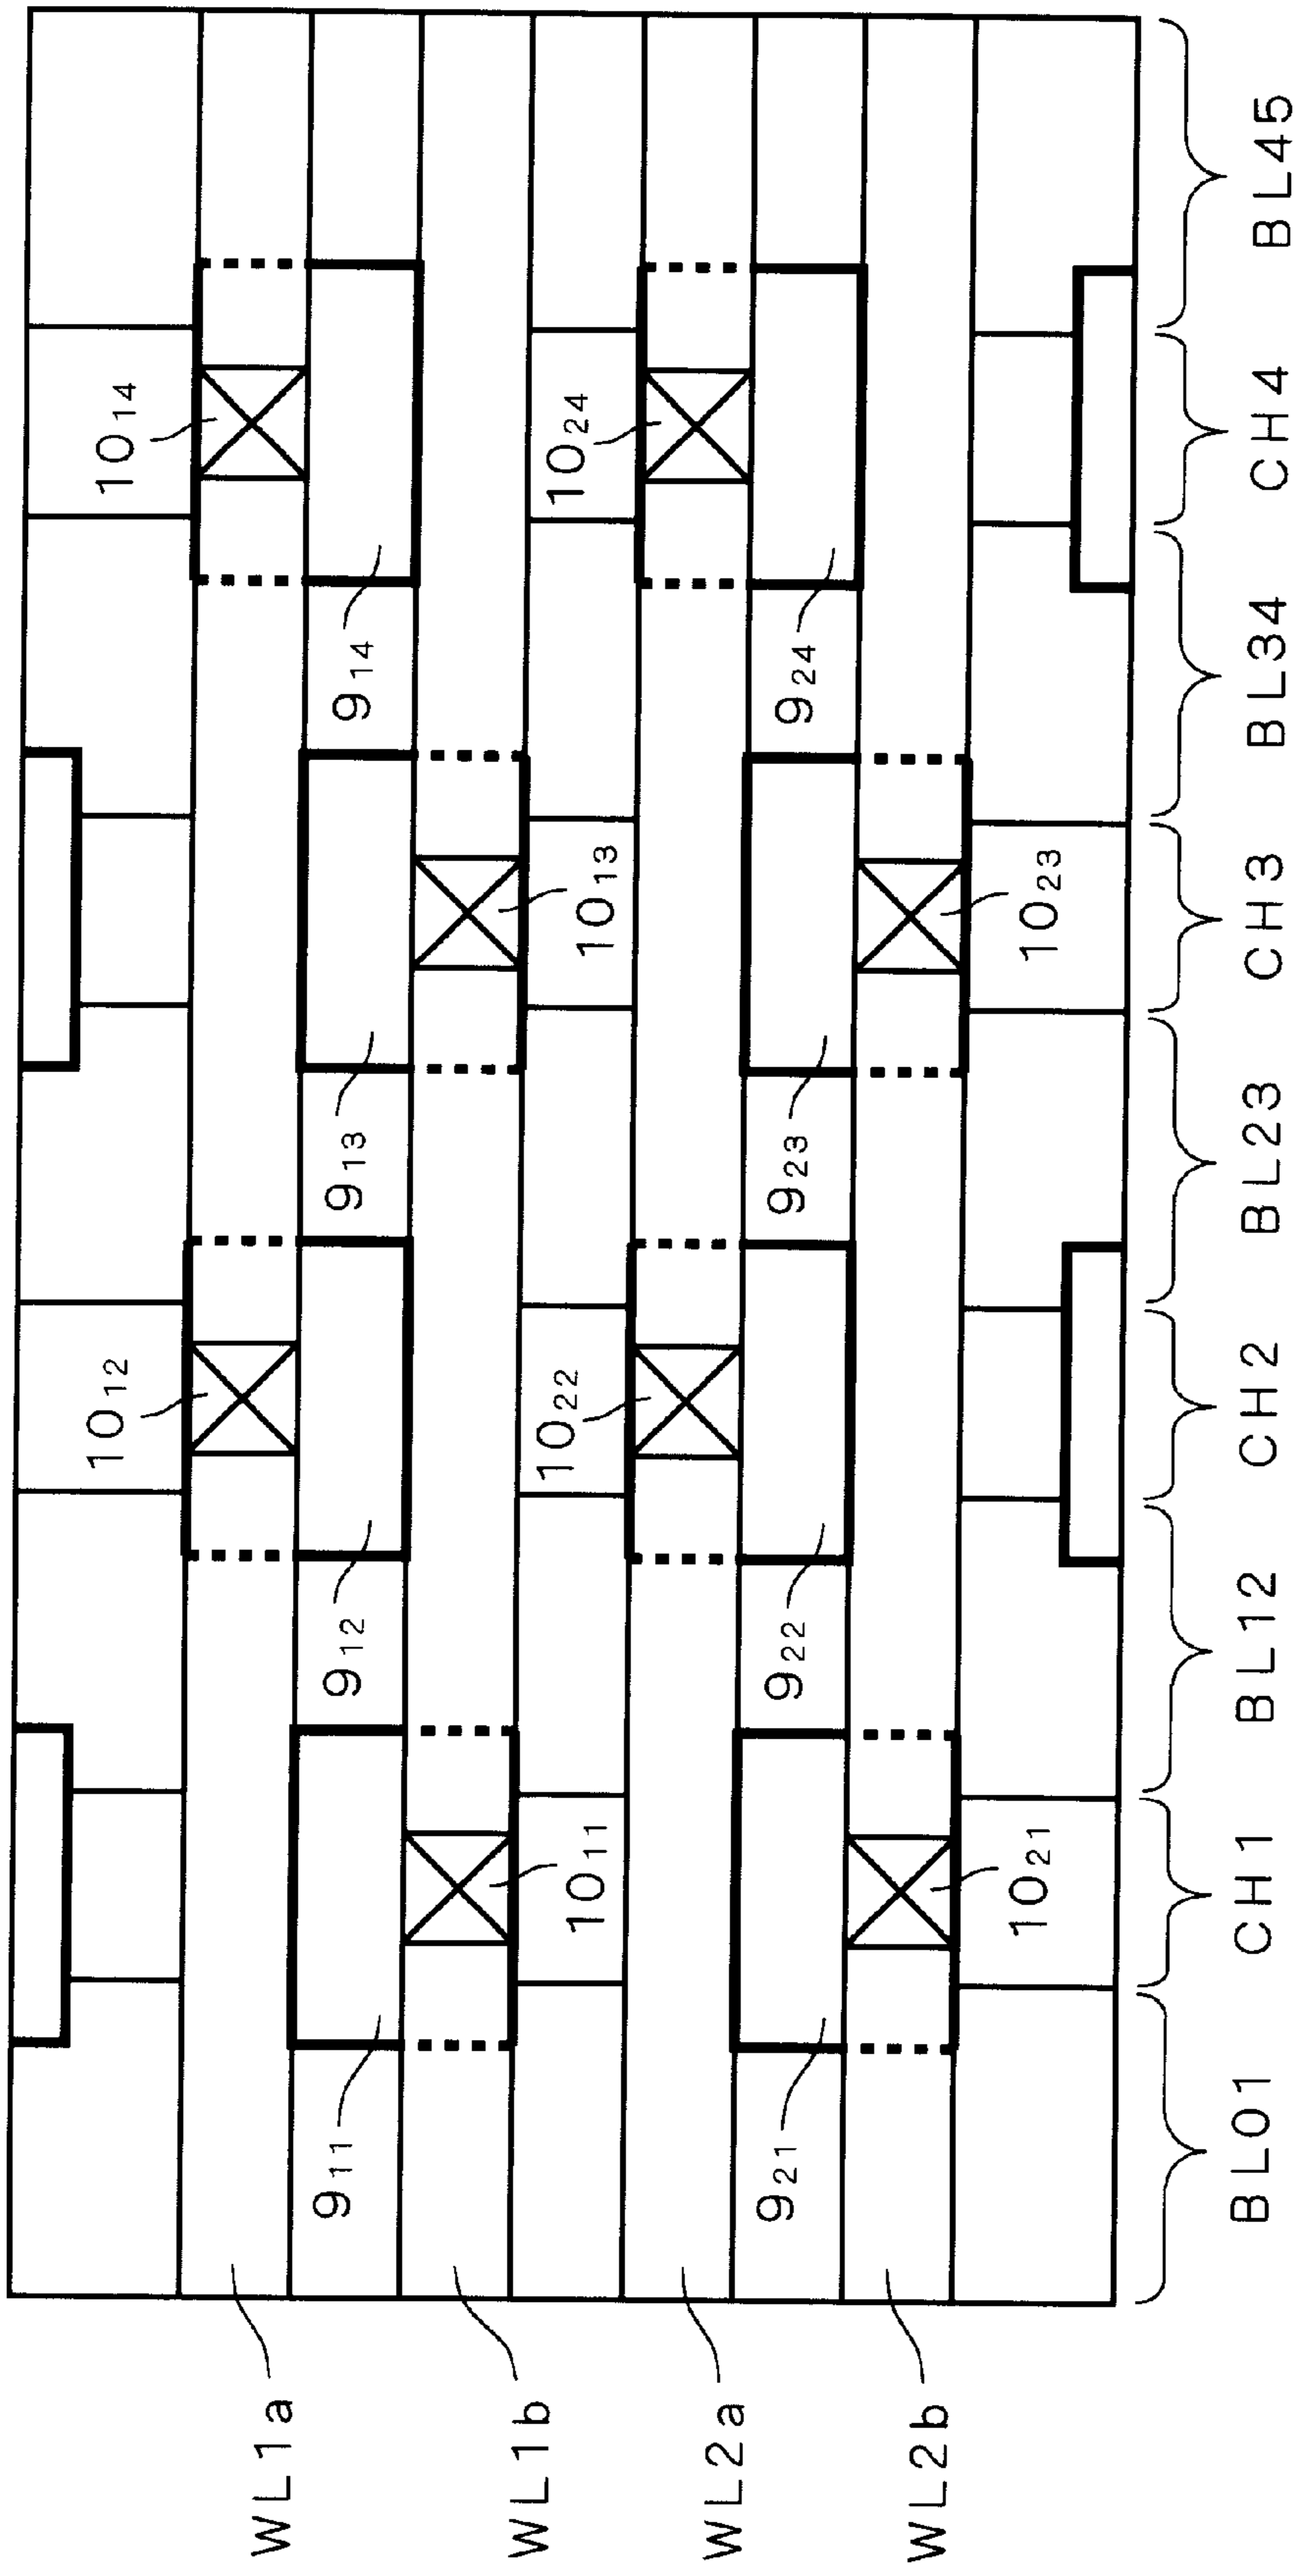 10₁₂
10₁₄
WL1a
9₁₁
9₁₂
9₁₃
9₁₄
WL1b
10₁₁
10₂₂
10₁₃
10₂₄
WL2a
9₂₁
9₂₂
9₂₃
9₂₄
WL2b
10₂₁
10₂₃
BL01
CH1
BL12
CH2
BL23
CH3
BL34
CH4
BL45